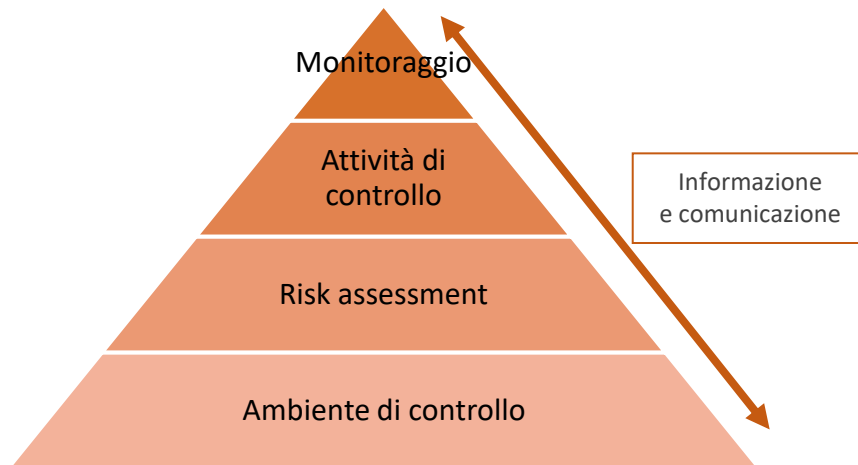 Monitoraggio
Attività di
controllo
Informazione
e comunicazione
Risk assessment
Ambiente di controllo